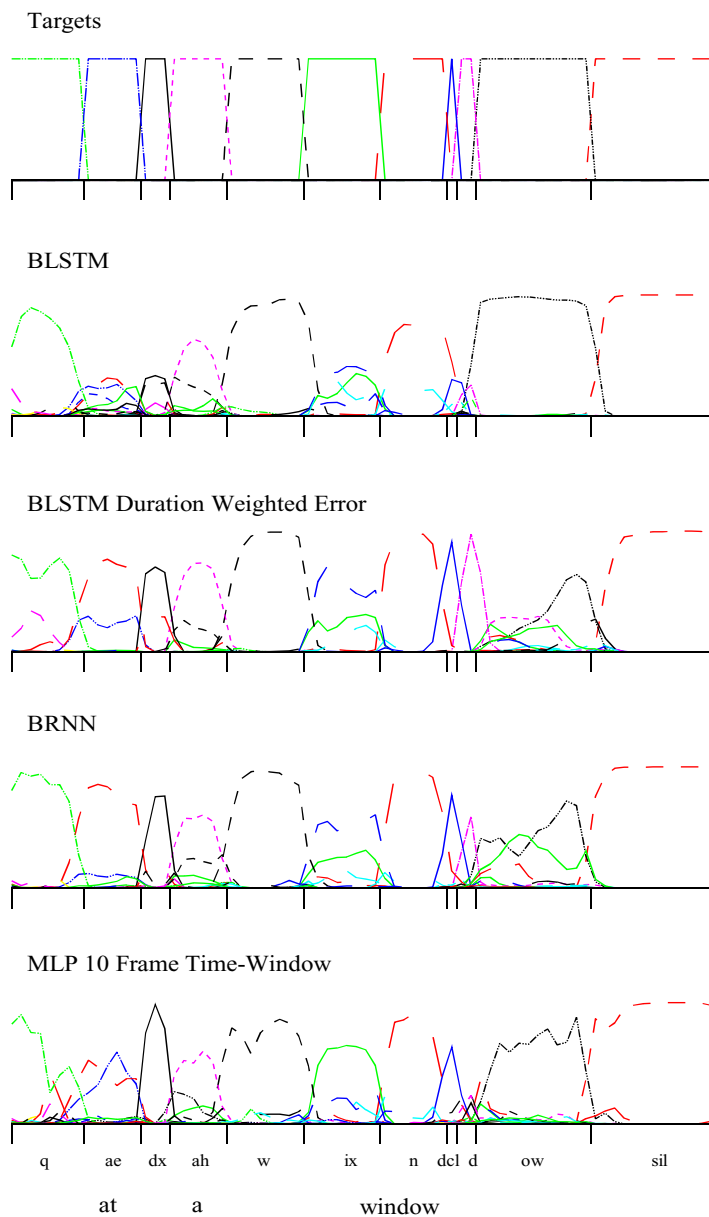 Targets
BLSTM
BLSTM Duration Weighted Error
BRNN
MLP 10 Frame Time-Window
q ae dx ah w ix n dcl d ow sil
at a window